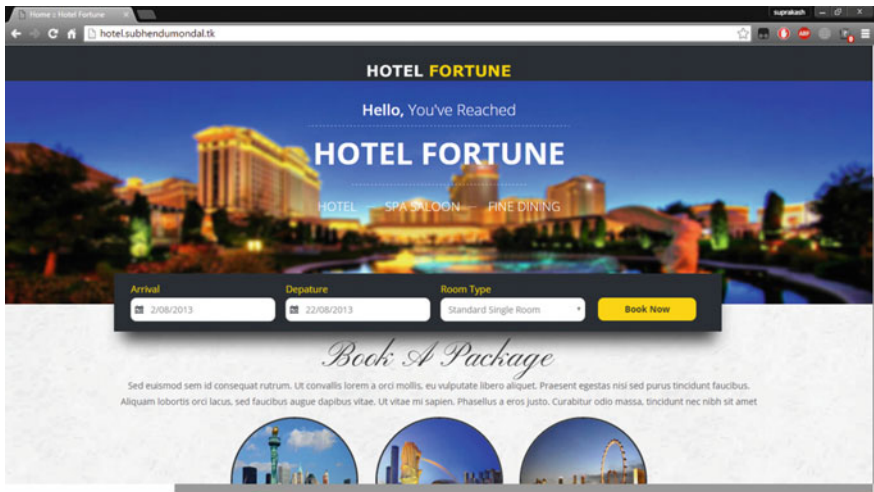 Home :: Hotel Fortune
suprakash
hotel.subhendumondal.tk
ABP
HOTEL FORTUNE
Hello, You've Reached
HOTEL FORTUNE
HOTEL — SPA SALOON — FINE DINING
Arrival Depature Room Type
2/08/2013 22/08/2013 Standard Single Room Book Now
Book A Package
Sed euismod sem id consequat rutrum. Ut convallis lorem a orci mollis, eu vulputate libero aliquet. Praesent egestas nisi sed purus tincidunt faucibus.
Aliquam lobortis orci lacus, sed faucibus augue dapibus vitae. Ut vitae mi sapien. Phasellus a eros justo. Curabitur odio massa, tincidunt nec nibh sit amet